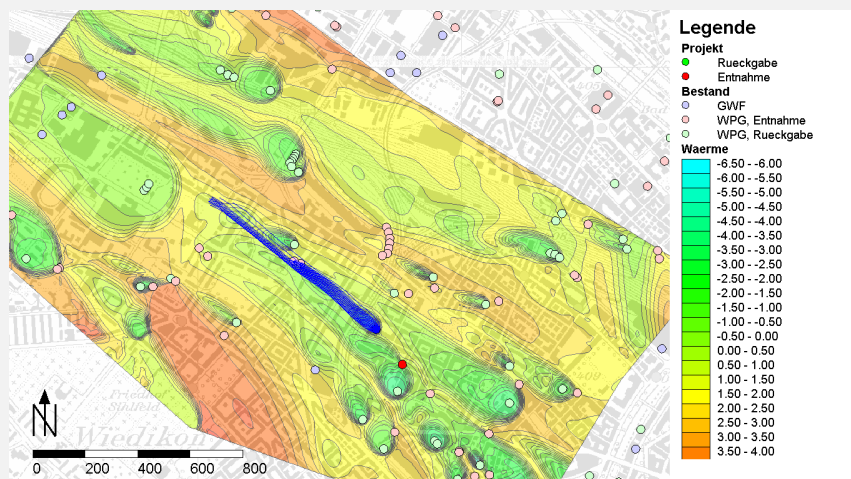 Legende
Projekt
Rueckgabe
Entnahme
Bestand
GWF
WPG, Entnahme
WPG, Rueckgabe
Waerme
-6.50 - -6.00
-6.00 - -5.50
-5.50 - -5.00
-5.00 - -4.50
-4.50 - -4.00
-4.00 - -3.50
-3.50 - -3.00
-3.00 - -2.50
-2.50 - -2.00
-2.00 - -1.50
-1.50 - -1.00
-1.00 - -0.50
-0.50 - 0.00
0.00 - 0.50
0.50 - 1.00
1.00 - 1.50
1.50 - 2.00
2.00 - 2.50
2.50 - 3.00
3.00 - 3.50
3.50 - 4.00
Sihlfeld
Wiedikon
N
0 200 400 600 800